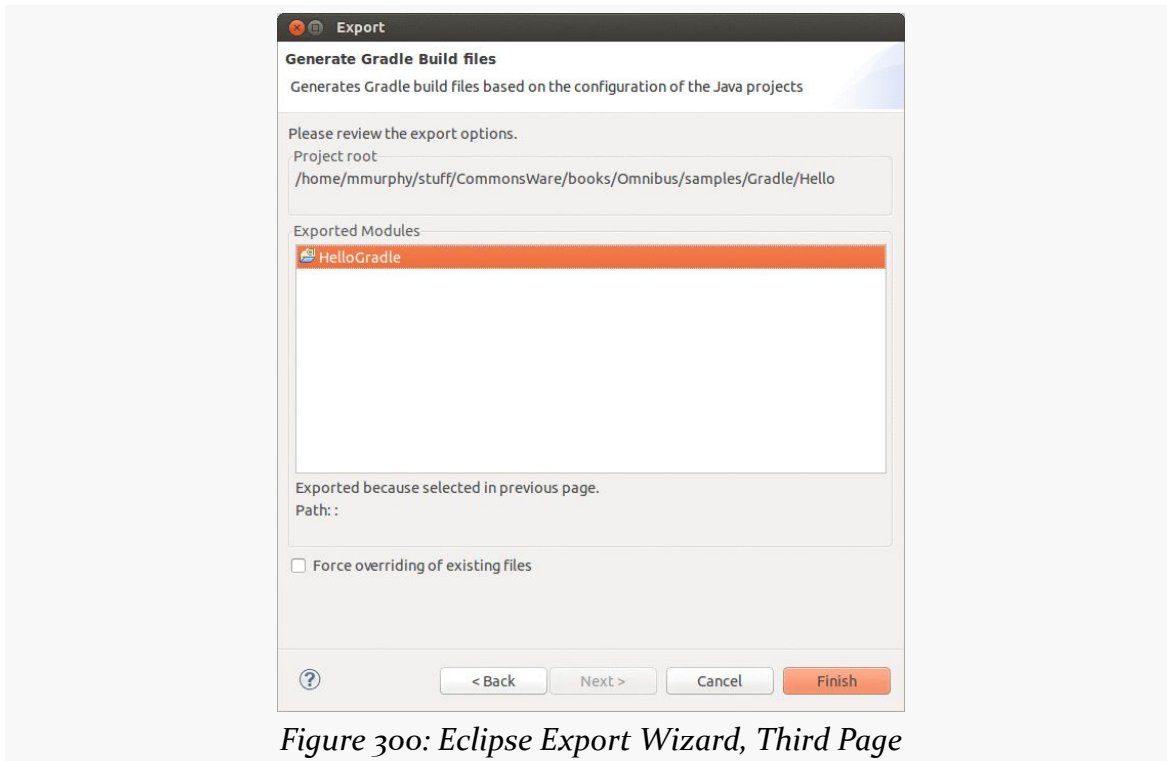 Export
Generate Gradle Build files
Generates Gradle build files based on the configuration of the Java projects
Please review the export options.
Project root
/home/mmurphy/stuff/CommonsWare/books/Omnibus/samples/Gradle/Hello
Exported Modules
HelloGradle
Exported because selected in previous page.
Path: :
Force overriding of existing files
? < Back Next > Cancel Finish
Figure 300: Eclipse Export Wizard, Third Page